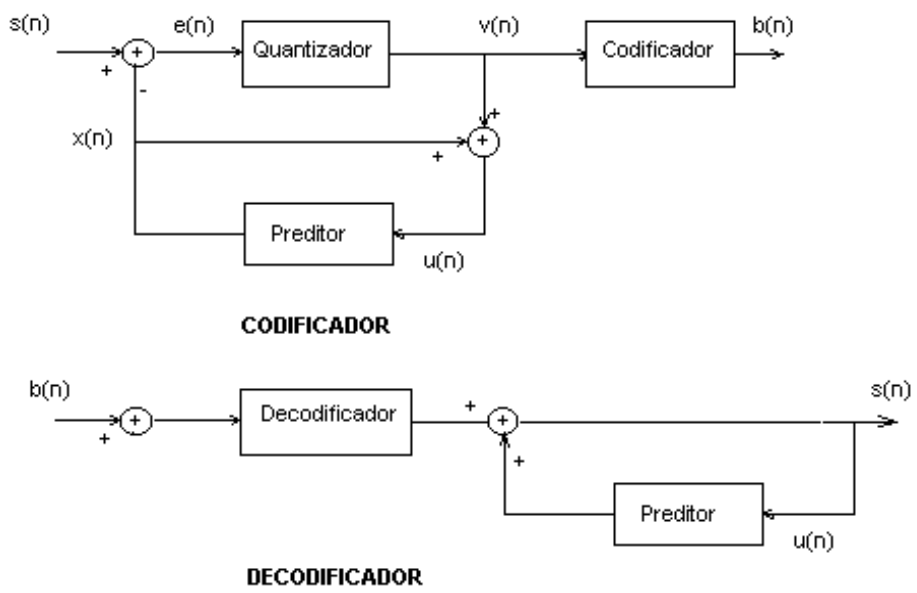 s(n) e(n) v(n) b(n)
+ Quantizador Codificador
+
-
+
x(n) +
+
Preditor
u(n)
CODIFICADOR
b(n) s(n)
+ Decodificador + +
+
+
Preditor
u(n)
DECODIFICADOR